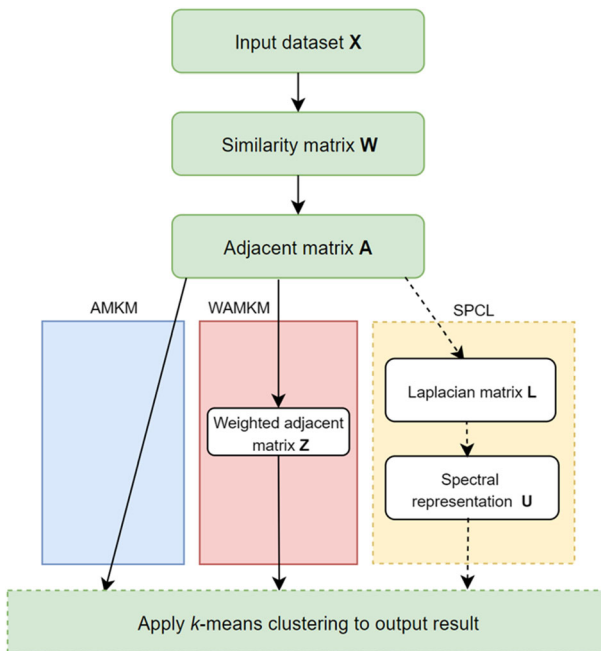 Input dataset X
Similarity matrix W
Adjacent matrix A
AMKM
WAMKM
SPCL
Weighted adjacent
matrix Z
Laplacian matrix L
Spectral
representation U
Apply k-means clustering to output result